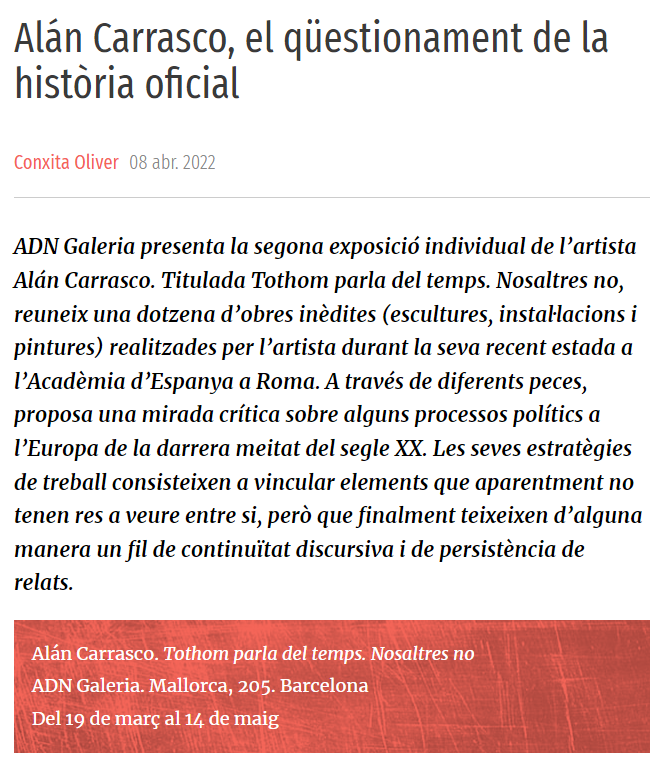 Alán Carrasco, el qüestionament de la
història oficial
Conxita Oliver 08 abr. 2022
ADN Galeria presenta la segona exposició individual de l’artista
Alán Carrasco. Titulada Tothom parla del temps. Nosaltres no,
reuneix una dotzena d’obres inèdites (escultures, instal·lacions i
pintures) realitzades per l’artista durant la seva recent estada a
l’Acadèmia d’Espanya a Roma. A través de diferents peces,
proposa una mirada crítica sobre alguns processos polítics a
l’Europa de la darrera meitat del segle XX. Les seves estratègies
de treball consisteixen a vincular elements que aparentment no
tenen res a veure entre si, però que finalment teixeixen d’alguna
manera un fil de continuïtat discursiva i de persistència de
relats.
Alán Carrasco. Tothom parla del temps. Nosaltres no
ADN Galeria. Mallorca, 205. Barcelona
Del 19 de març al 14 de maig